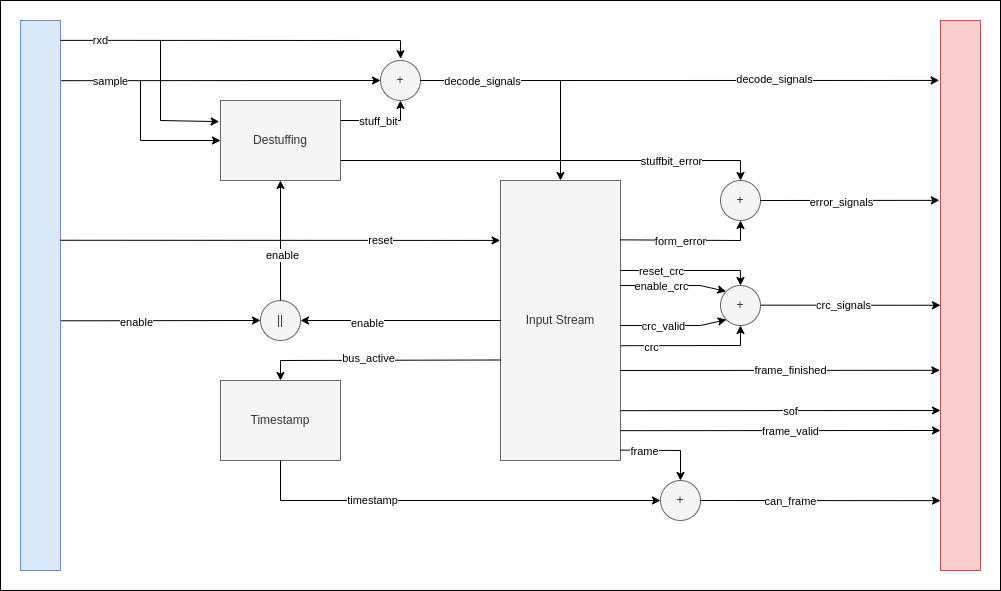 rxd
sample
+
decode_signals
decode_signals
stuff_bit
Destuffing
stuffbit_error
+
error_signals
form_error
reset
enable
reset_crc
enable_crc
+
crc_signals
crc_valid
crc
enable
||
enable
Input Stream
bus_active
frame_finished
sof
frame_valid
Timestamp
frame
timestamp
+
can_frame